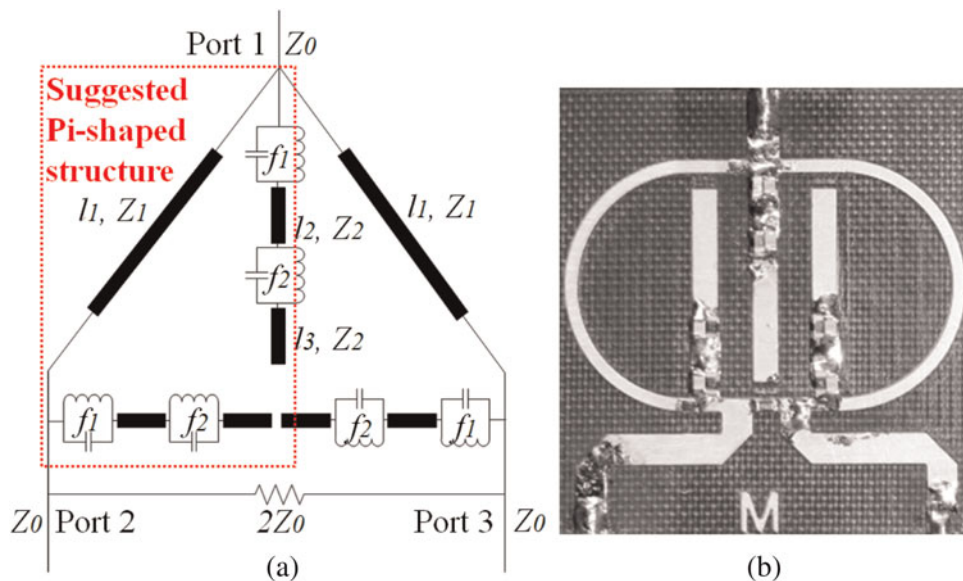 Port 1 Z0
Suggested
Pi-shaped
structure
f1
l1, Z1
l2, Z2
l1, Z1
f2
l3, Z2
f1
f2
f2
f1
Z0 Port 2
2Z0
Port 3 Z0
M
(a)
(b)